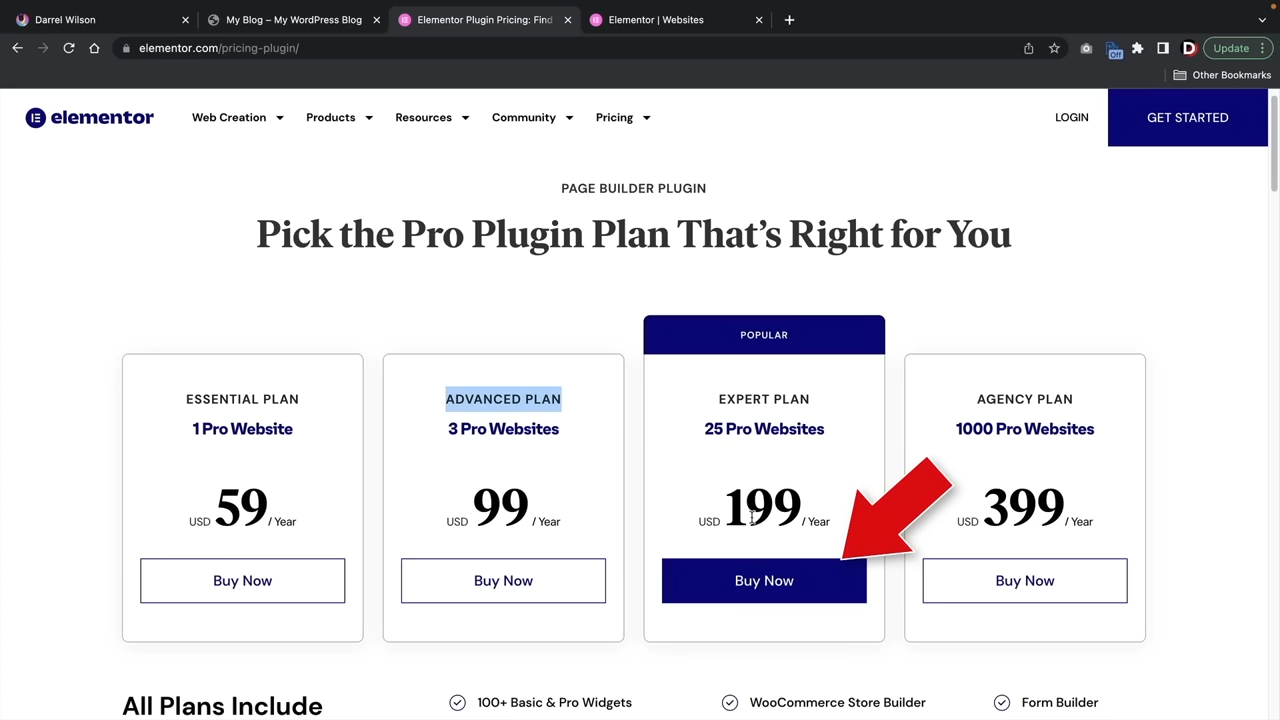 Darrel Wilson
My Blog – My WordPress Blog
Elementor Plugin Pricing: Find
Elementor | Websites
elementor.com/pricing-plugin/
Off
D
Update
Other Bookmarks
elementor
Web Creation
Products
Resources
Community
Pricing
LOGIN
GET STARTED
PAGE BUILDER PLUGIN
Pick the Pro Plugin Plan That's Right for You
POPULAR
ESSENTIAL PLAN
1 Pro Website
USD 59 / Year
Buy Now
ADVANCED PLAN
3 Pro Websites
USD 99 / Year
Buy Now
EXPERT PLAN
25 Pro Websites
USD 199 / Year
Buy Now
AGENCY PLAN
1000 Pro Websites
USD 399 / Year
Buy Now
All Plans Include
100+ Basic & Pro Widgets
WooCommerce Store Builder
Form Builder